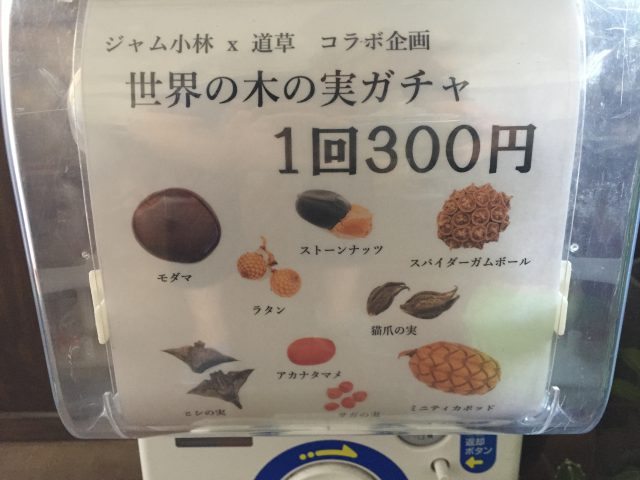 ジャム小林 x 道草 コラボ企画
世界の木の実ガチャ
1回300円
モダマ
ストーンナッツ
スパイダーガムボール
ラタン
猫爪の実
アカナタマメ
ヒシの実
サガの実
ミニティカポッド
返却
ボタン